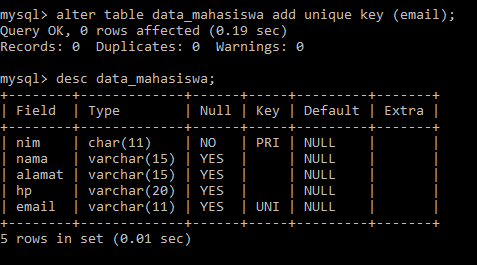 mysql> alter table data_mahasiswa add unique key (email);
Query OK, 0 rows affected (0.19 sec)
Records: 0  Duplicates: 0  Warnings: 0
mysql> desc data_mahasiswa;
+--------+-------------+------+-----+---------+-------+
| Field  | Type        | Null | Key | Default | Extra |
+--------+-------------+------+-----+---------+-------+
| nim    | char(11)    | NO   | PRI | NULL    |       |
| nama   | varchar(15) | YES  |     | NULL    |       |
| alamat | varchar(15) | YES  |     | NULL    |       |
| hp     | varchar(20) | YES  |     | NULL    |       |
| email  | varchar(11) | YES  | UNI | NULL    |       |
+--------+-------------+------+-----+---------+-------+
5 rows in set (0.01 sec)